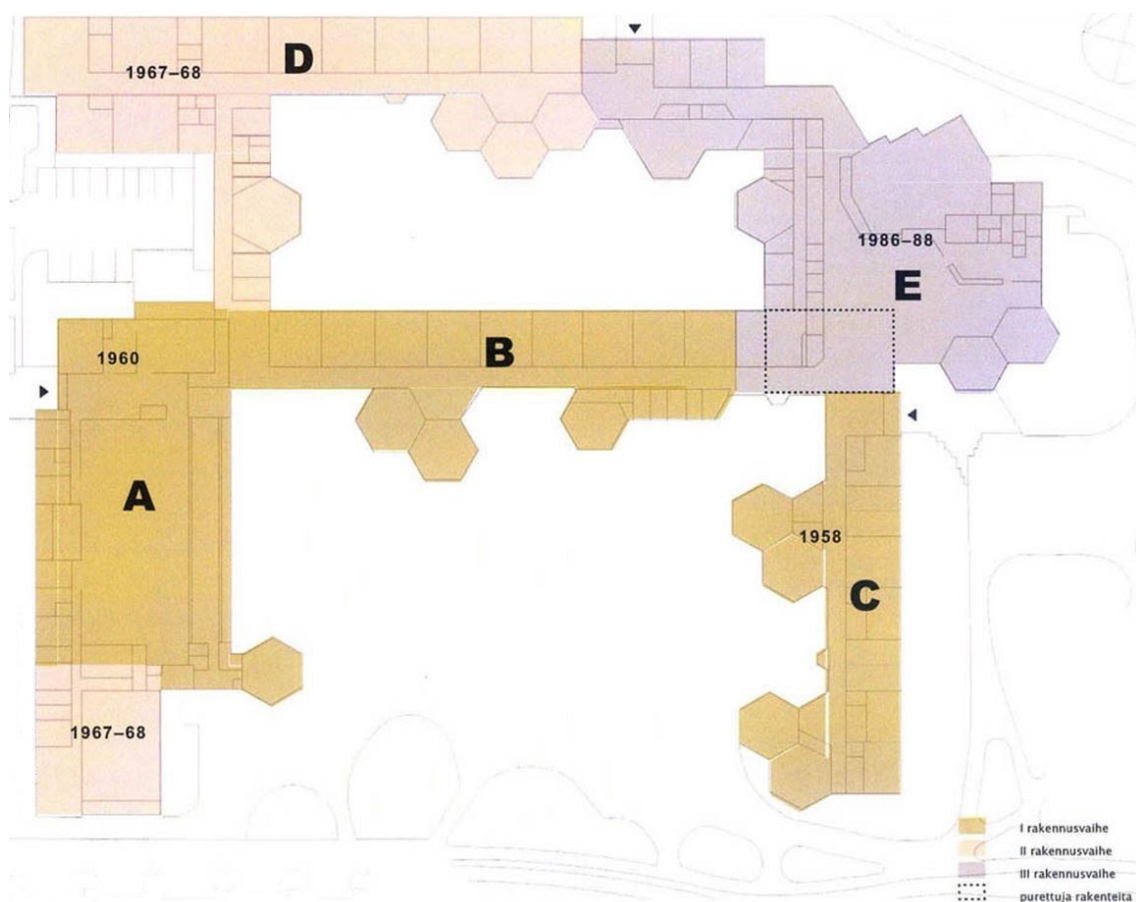 D
1967–68
1986–88
E
B
1960
A
1958
C
1967–68
I rakennusvaihe
II rakennusvaihe
III rakennusvaihe
purettuja rakenteita